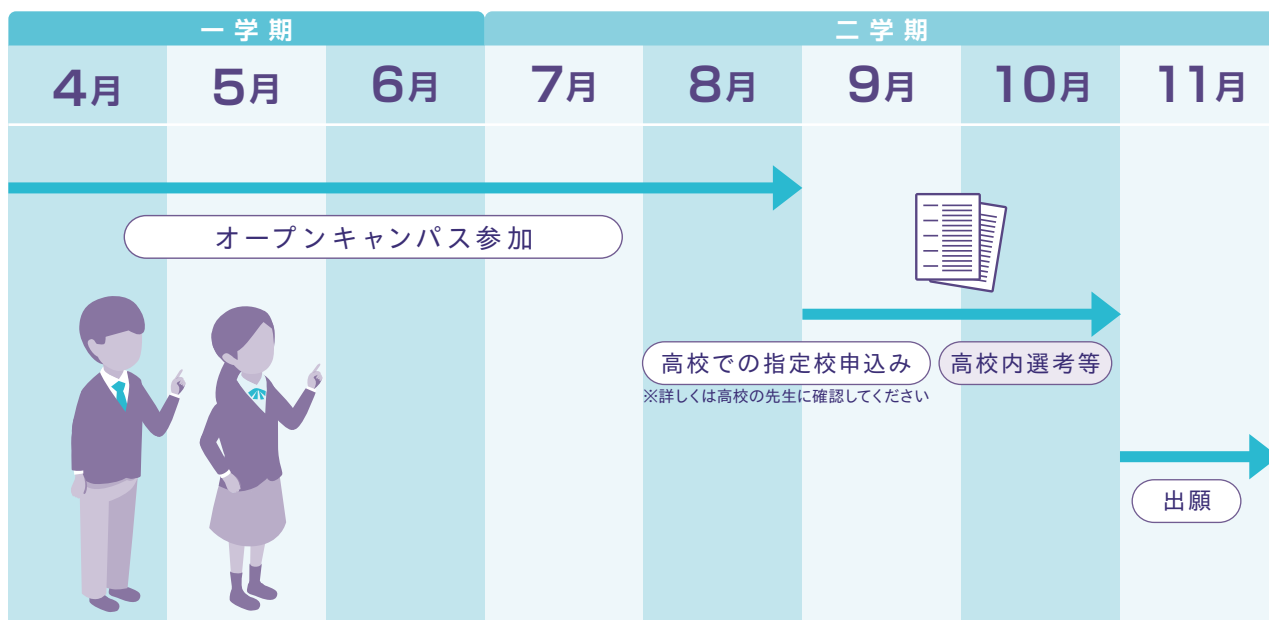 一学期
二学期
4月
5月
6月
7月
8月
9月
10月
11月
オープンキャンパス参加
高校での指定校申込み
高校内選考等
※詳しくは高校の先生に確認してください
出願